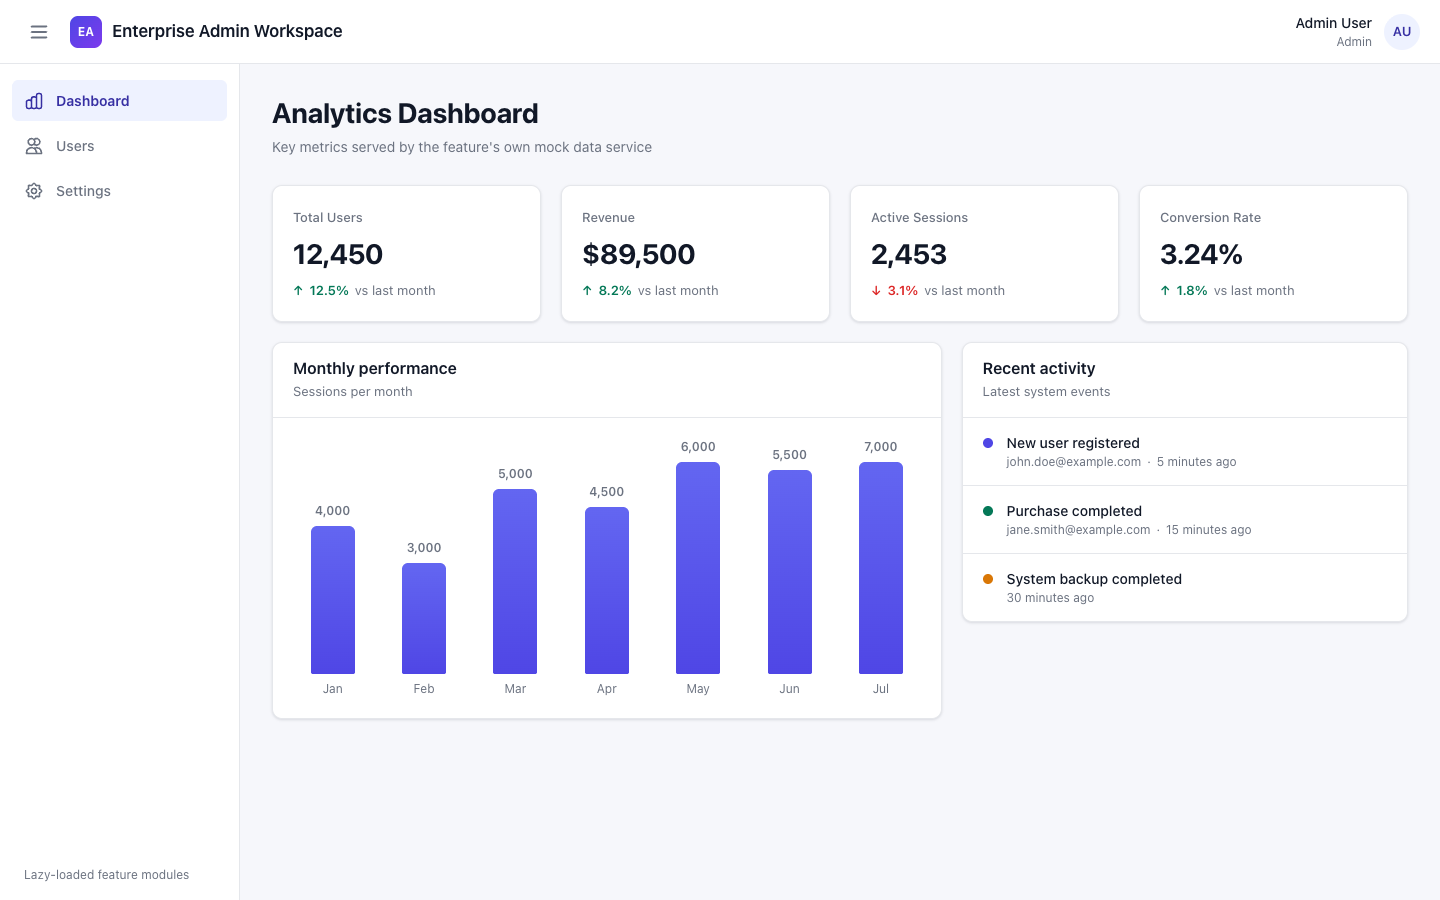 EA
Enterprise Admin Workspace
Admin User
Admin
AU
Dashboard
Users
Settings
Lazy-loaded feature modules
Analytics Dashboard
Key metrics served by the feature's own mock data service
Total Users
12,450
↑ 12.5% vs last month
Revenue
$89,500
↑ 8.2% vs last month
Active Sessions
2,453
↓ 3.1% vs last month
Conversion Rate
3.24%
↑ 1.8% vs last month
Monthly performance
Sessions per month
4,000
3,000
5,000
4,500
6,000
5,500
7,000
Jan
Feb
Mar
Apr
May
Jun
Jul
Recent activity
Latest system events
New user registered
john.doe@example.com · 5 minutes ago
Purchase completed
jane.smith@example.com · 15 minutes ago
System backup completed
30 minutes ago